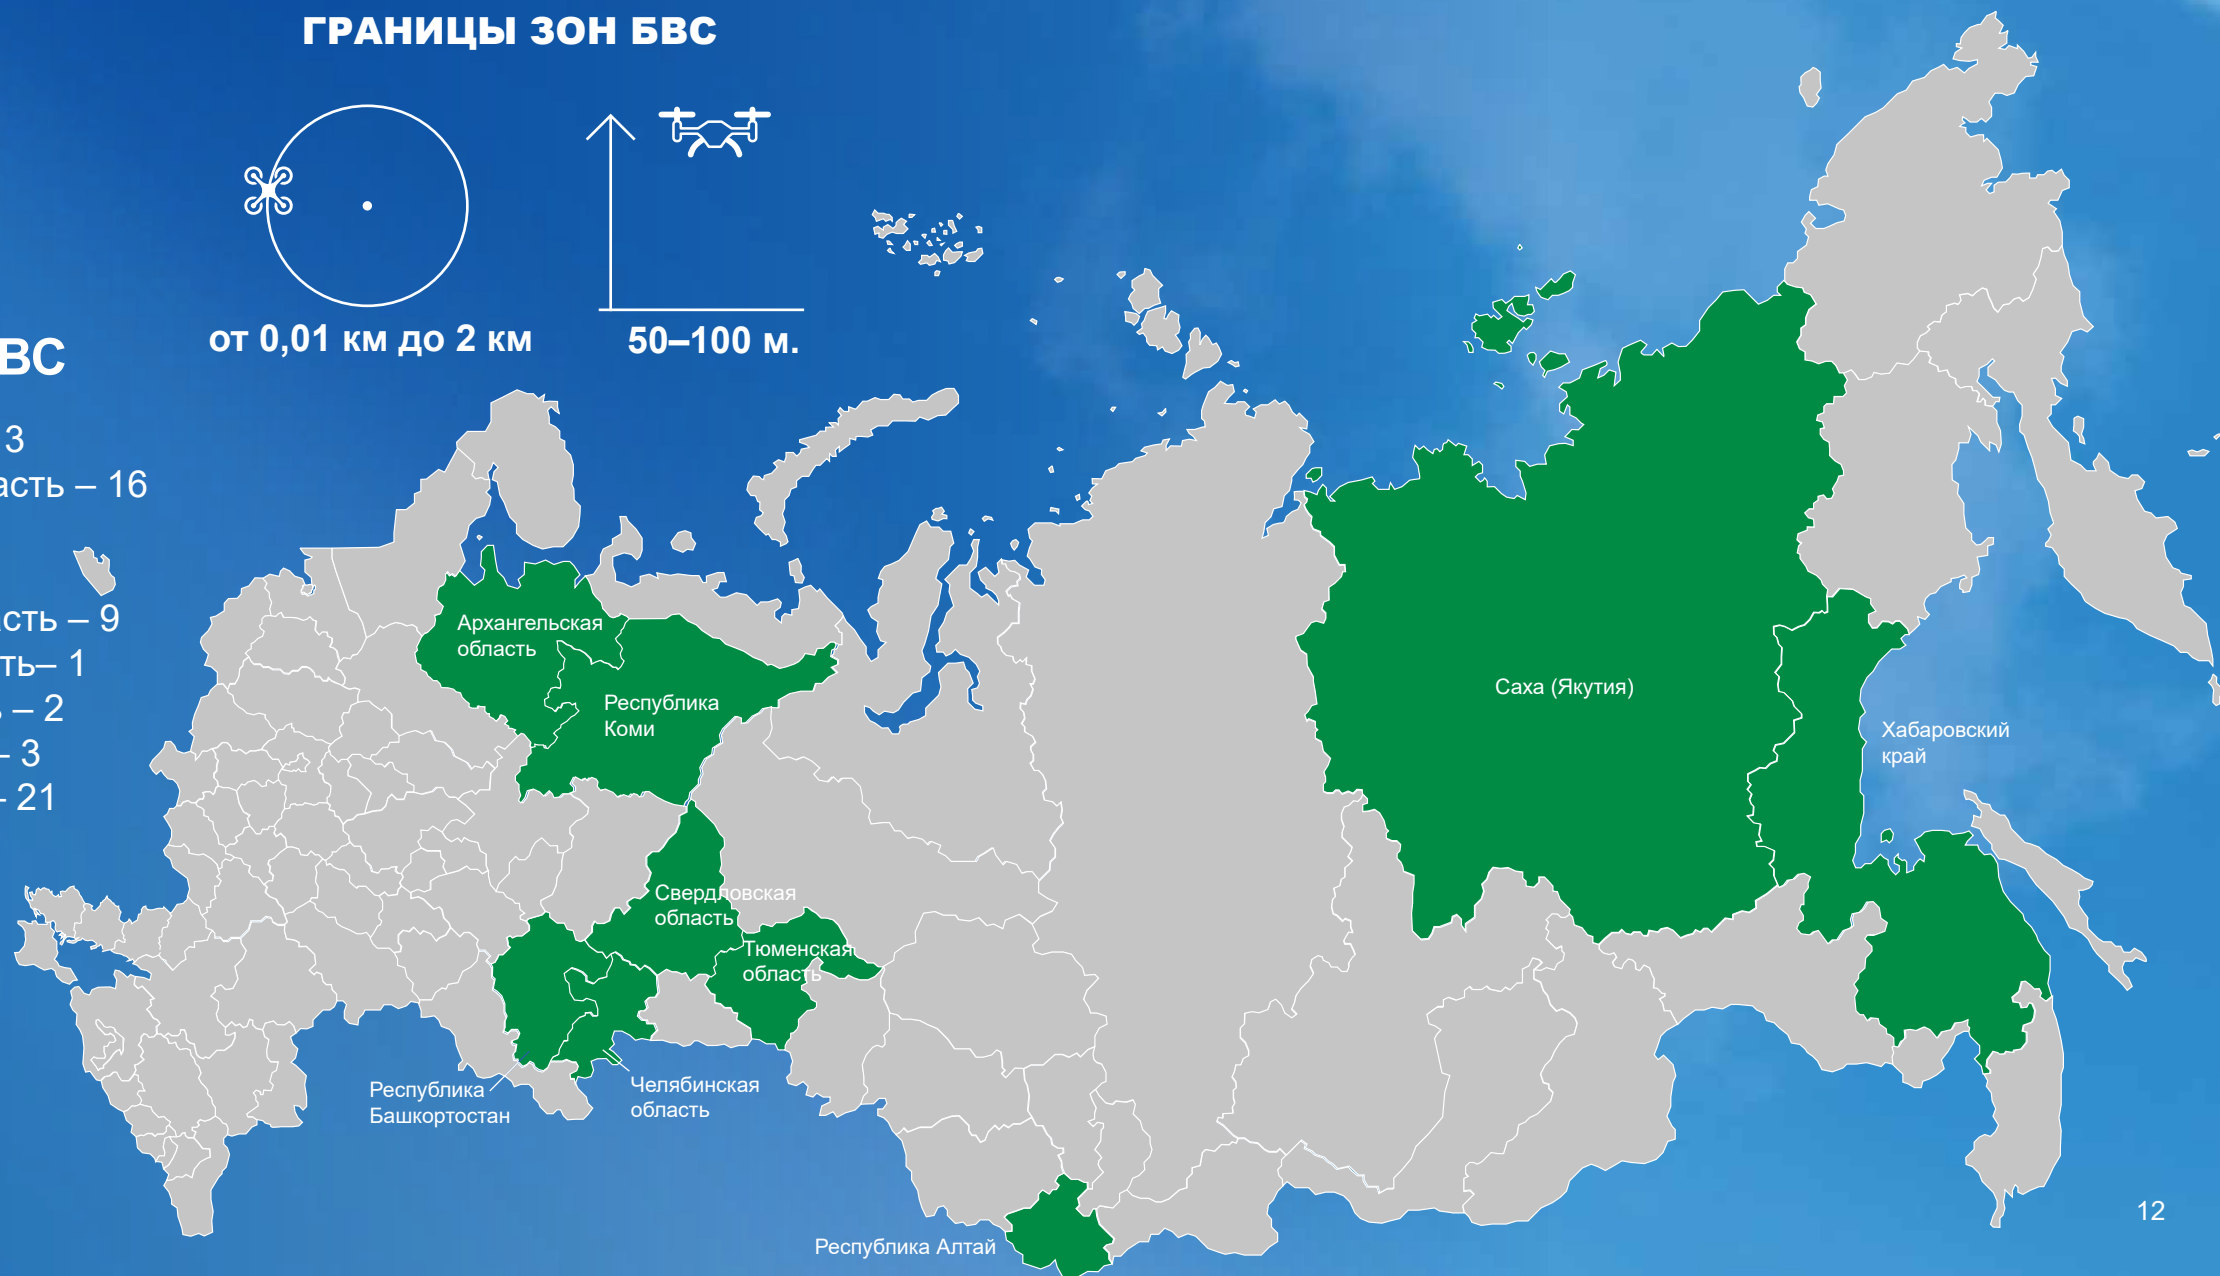 ГРАНИЦЫ ЗОН БВС
от 0,01 км до 2 км
50–100 м.
ВС
3
асть – 16
сть – 9
ть– 1
– 2
– 3
– 21
Архангельская
область
Республика
Коми
Саха (Якутия)
Хабаровский
край
Свердловская
область
Тюменская
область
Республика
Башкортостан
Челябинская
область
Республика Алтай
12